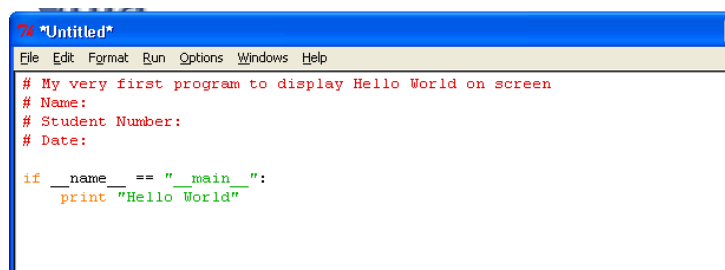 *Untitled*
File Edit Format Run Options Windows Help
# My very first program to display Hello World on screen
# Name:
# Student Number:
# Date:
if __name__ == "__main__":
print "Hello World"